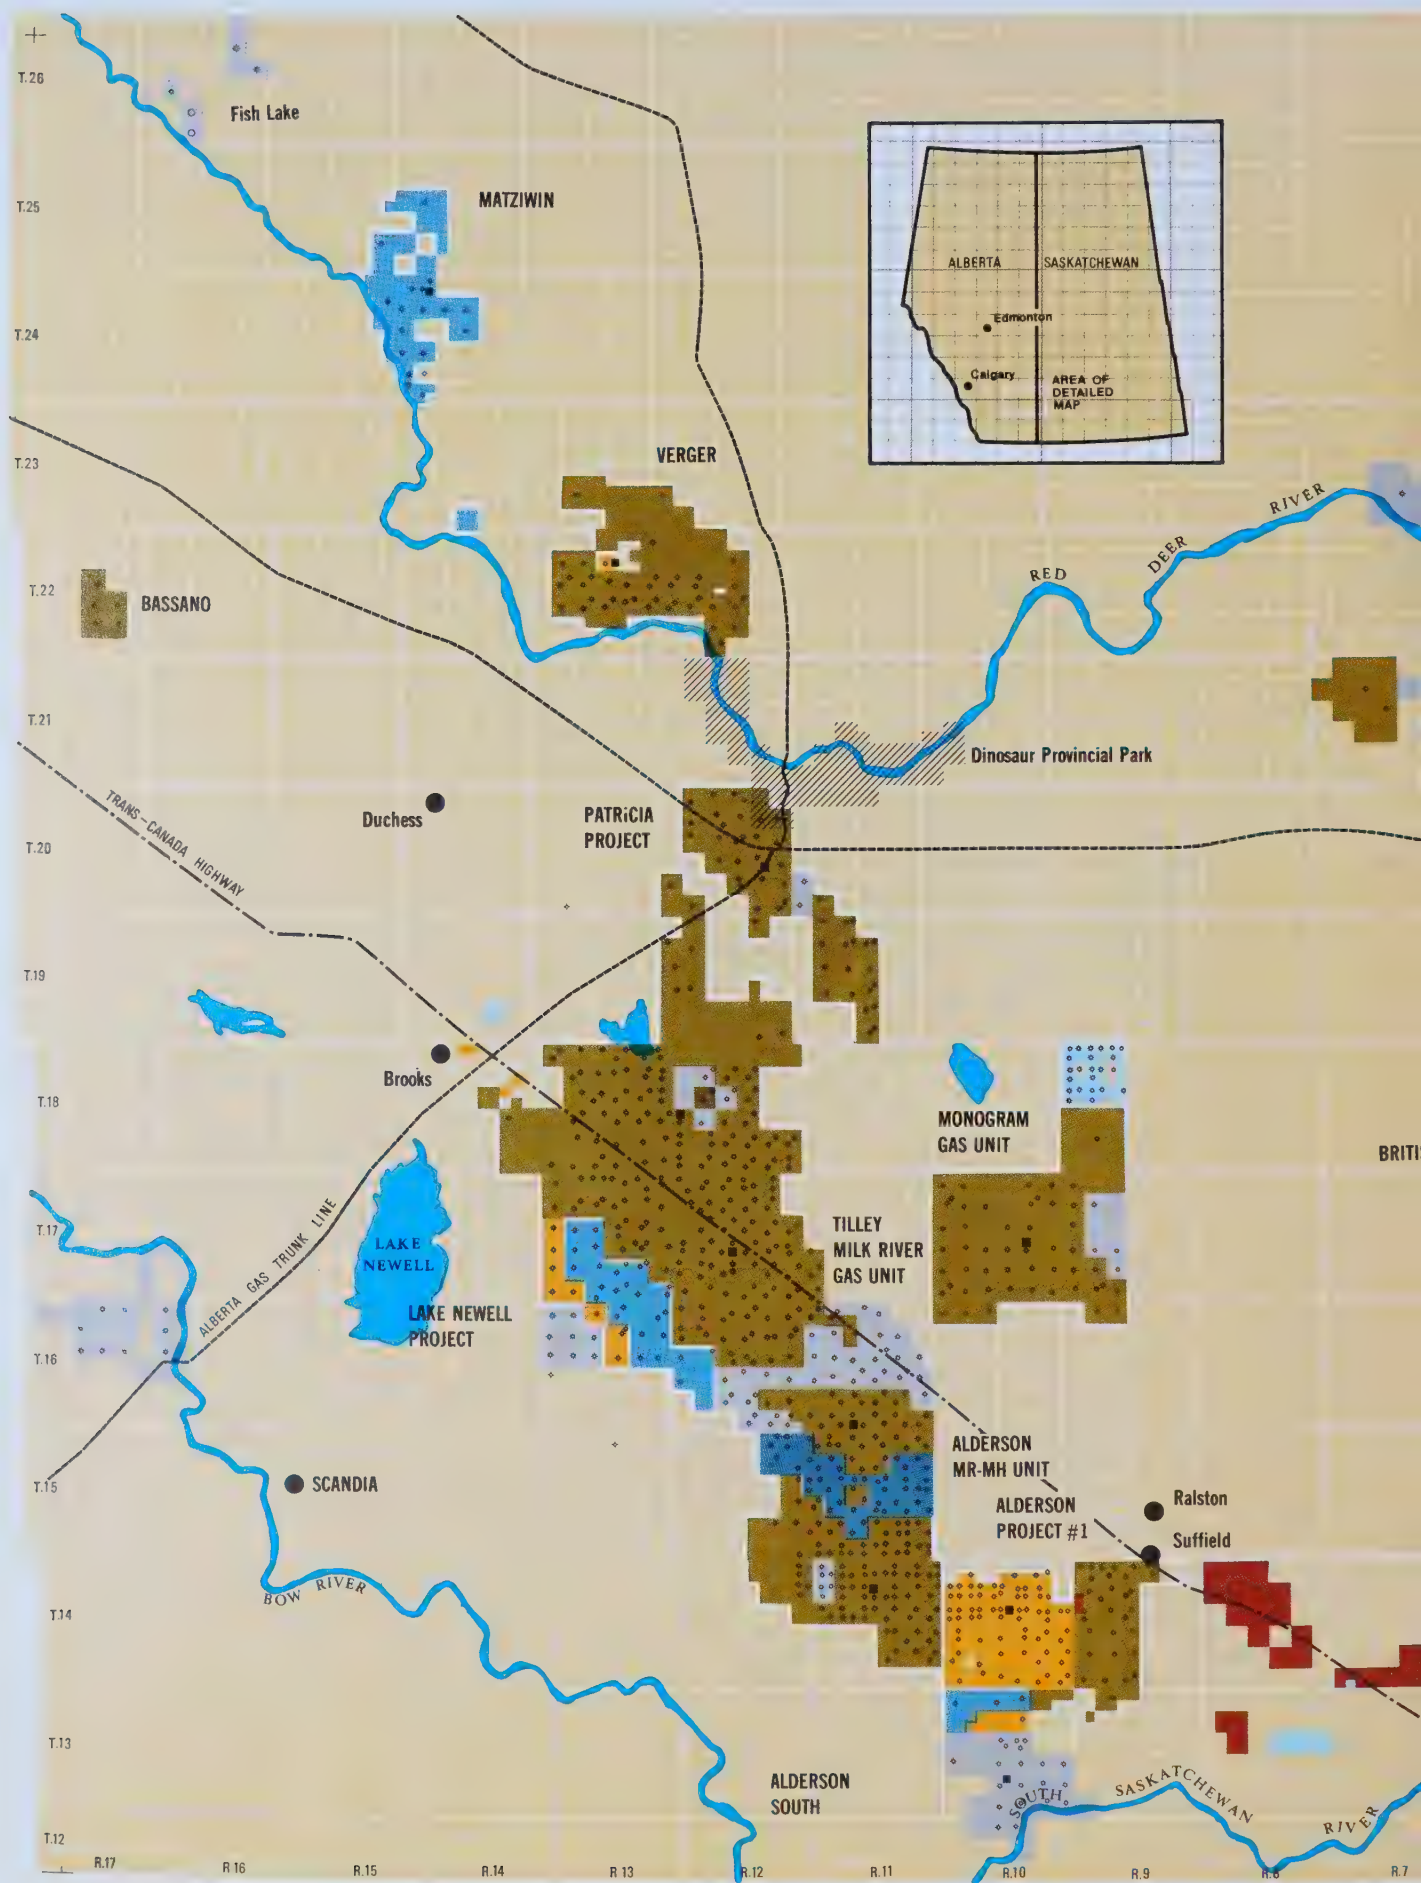 T.26
Fish Lake
T.25
MATZIWIN
ALBERTA
SASKATCHEWAN
Edmonton
Calgary
AREA OF
DETAILED
MAP
T.24
T.23
VERGER
RED DEER RIVER
T.22
BASSANO
T.21
Dinosaur Provincial Park
TRANS-CANADA HIGHWAY
Duchess
PATRiCIA
PROJECT
T.20
T.19
Brooks
T.18
MONOGRAM
GAS UNIT
BRITI
T.17
LAKE
NEWELL
ALBERTA GAS TRUNK LINE
TILLEY
MILK RIVER
GAS UNIT
LAKE NEWELL
PROJECT
T.16
ALDERSON
MR-MH UNIT
T.15
SCANDIA
ALDERSON
PROJECT #1
Ralston
Suffield
BOW RIVER
T.14
T.13
ALDERSON
SOUTH
SOUTH SASKATCHEWAN RIVER
T.12
R.17
R 16
R.15
R.14
R 13
R.12
R.11
R.10
R.9
R.8
R.7